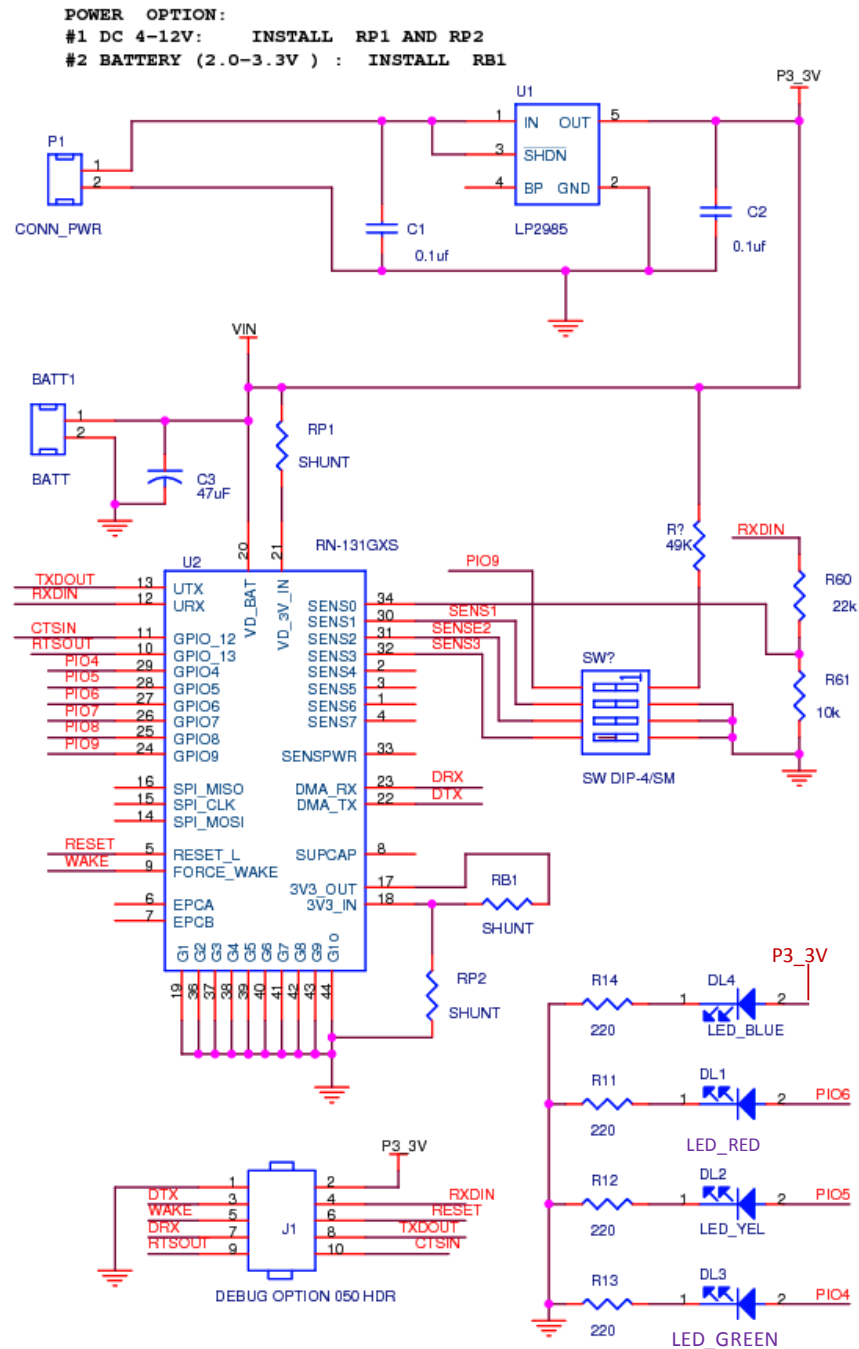 POWER OPTION:
#1 DC 4-12V: INSTALL RP1 AND RP2
#2 BATTERY (2.0-3.3V ) : INSTALL RB1
P3_3V
U1
P1
1
2
CONN_PWR
1 IN OUT 5
3 SHDN
4 BP GND 2
LP2985
C1
0.1uf
C2
0.1uf
VIN
BATT1
1
2
BATT
C3
47uF
RP1
SHUNT
R?
49K
RXDIN
R60
22k
R61
10k
RN-131GXS
U2
20
VD_BAT
21
VD_3V_IN
TXDOUT 13 UTX
RXDIN 12 URX
CTSIN 11 GPIO_12
RTSOUT 10 GPIO_13
PIO4 29 GPIO4
PIO5 28 GPIO5
PIO6 27 GPIO6
PIO7 26 GPIO7
PIO8 25 GPIO8
PIO9 24 GPIO9
16 SPI_MISO
15 SPI_CLK
14 SPI_MOSI
RESET 5 RESET_L
WAKE 9 FORCE_WAKE
6 EPCA
7 EPCB
SENS0 34
SENS1 30 SENS1
SENS2 31 SENSE2
SENS3 32 SENS3
SENS4 2
SENS5 3
SENS6 1
SENS7 4
SENSPWR 33
DMA_RX 23 DRX
DMA_TX 22 DTX
SUPCAP 8
3V3_OUT 17
3V3_IN 18
PIO9
SW?
1
SW DIP-4/SM
RB1
SHUNT
RP2
SHUNT
G1 G2 G3 G4 G5 G6 G7 G8 G9 G10
19 36 37 38 39 40 41 42 43 44
P3_3V
R14 DL4
1 2
220 LED_BLUE
R11 DL1
1 2 PIO6
220
LED_RED
R12 DL2
1 2 PIO5
220 LED_YEL
R13 DL3
1 2 PIO4
220
LED_GREEN
P3_3V
1 2
DTX 3 4 RXDIN
WAKE 5 6 RESET
DRX 7 8 TXDOUT
RTSOUT 9 10 CTSIN
J1
DEBUG OPTION 050 HDR